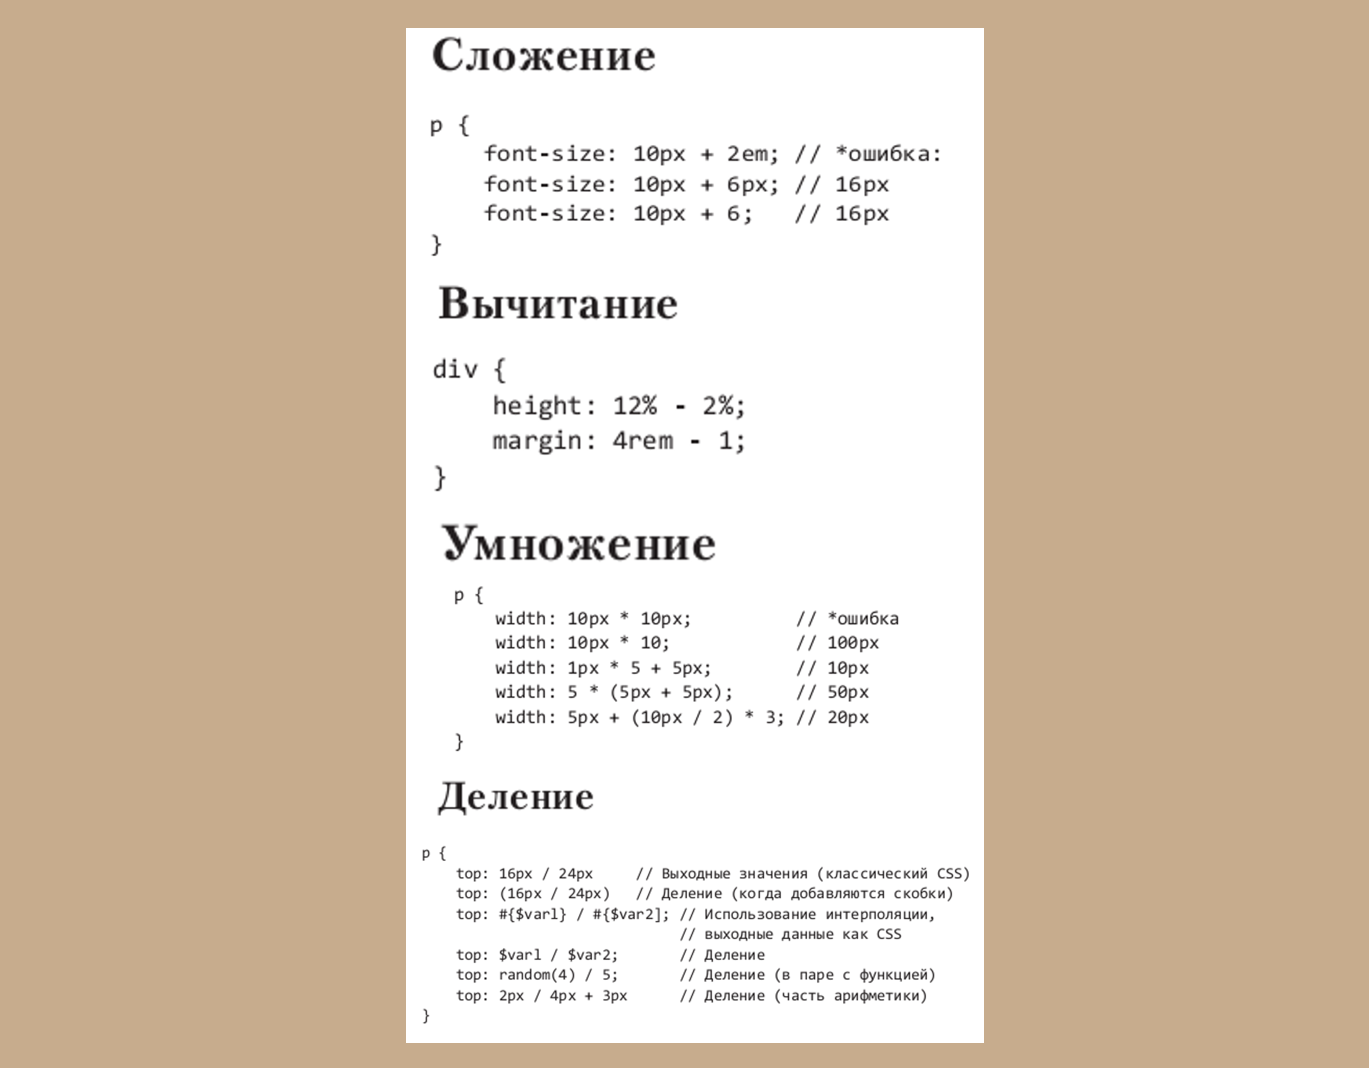 Сложение
p {
font-size: 10px + 2em; // *ошибка:
font-size: 10px + 6px; // 16px
font-size: 10px + 6; // 16px
}
Вычитание
div {
height: 12% - 2%;
margin: 4rem - 1;
}
Умножение
p {
width: 10px * 10px; // *ошибка
width: 10px * 10; // 100px
width: 1px * 5 + 5px; // 10px
width: 5 * (5px + 5px); // 50px
width: 5px + (10px / 2) * 3; // 20px
}
Деление
p {
top: 16px / 24px // Выходные значения (классический CSS)
top: (16px / 24px) // Деление (когда добавляются скобки)
top: #{$varl} / #{$var2]; // Использование интерполяции,
// выходные данные как CSS
top: $varl / $var2; // Деление
top: random(4) / 5; // Деление (в паре с функцией)
top: 2px / 4px + 3px // Деление (часть арифметики)
}